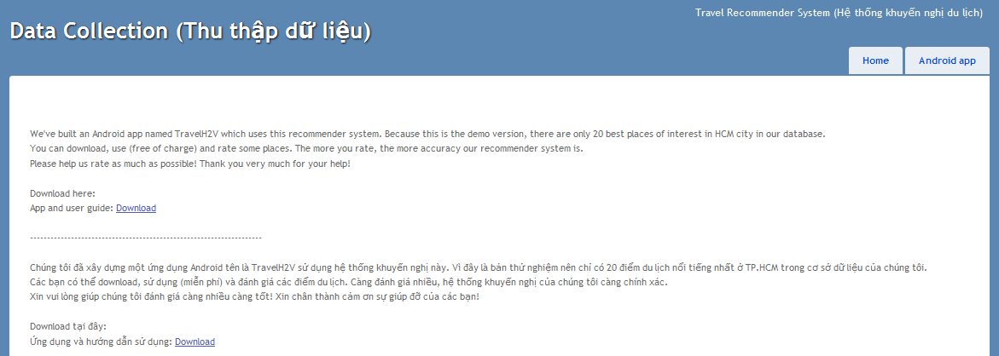 Travel Recommender System (Hệ thống khuyến nghị du lịch)
Data Collection (Thu thập dữ liệu)
Home
Android app
We've built an Android app named TravelH2V which uses this recommender system. Because this is the demo version, there are only 20 best places of interest in HCM city in our database.
You can download, use (free of charge) and rate some places. The more you rate, the more accuracy our recommender system is.
Please help us rate as much as possible! Thank you very much for your help!
Download here:
App and user guide: Download
--------------------------------------------------------------------
Chúng tôi đã xây dựng một ứng dụng Android tên là TravelH2V sử dụng hệ thống khuyến nghị này. Vì đây là bản thử nghiệm nên chỉ có 20 điểm du lịch nổi tiếng nhất ở TP.HCM trong cơ sở dữ liệu của chúng tôi.
Các bạn có thể download, sử dụng (miễn phí) và đánh giá các điểm du lịch. Càng đánh giá nhiều, hệ thống khuyến nghị của chúng tôi càng chính xác.
Xin vui lòng giúp chúng tôi đánh giá càng nhiều càng tốt! Xin chân thành cảm ơn sự giúp đỡ của các bạn!
Download tại đây:
Ứng dụng và hướng dẫn sử dụng: Download